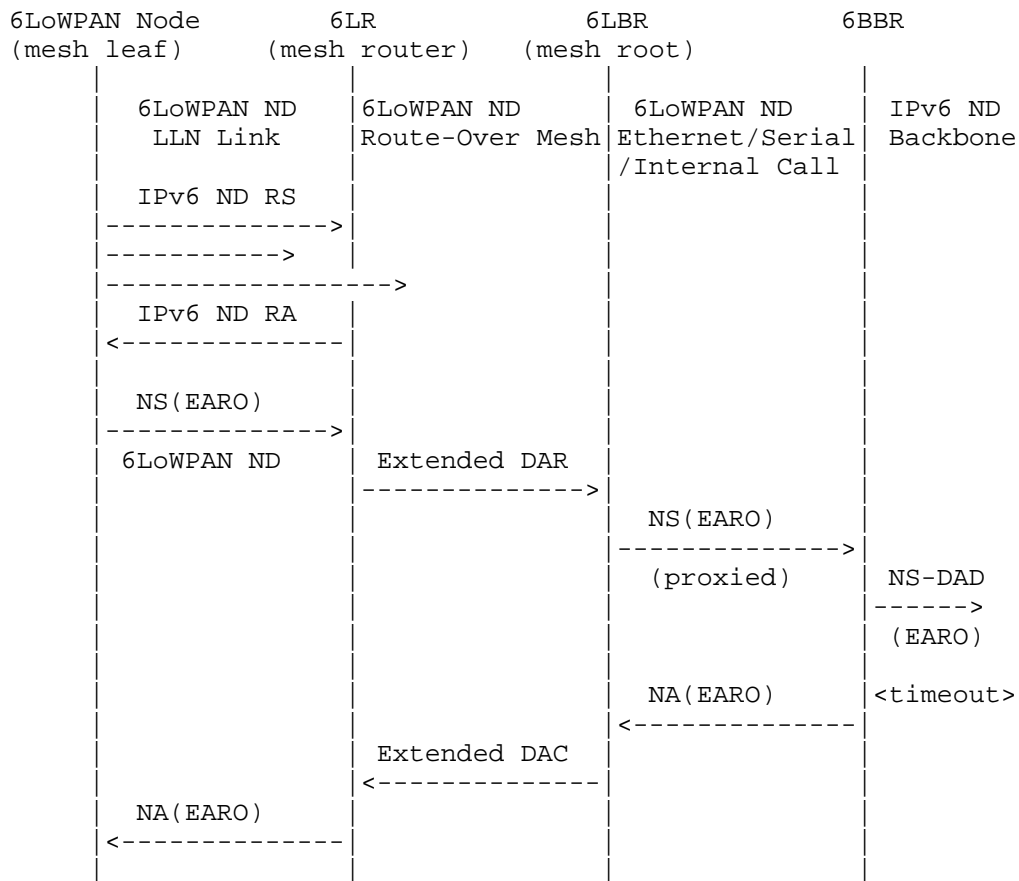 6LoWPAN Node 6LR 6LBR 6BBR
(mesh leaf) (mesh router) (mesh root)
6LoWPAN ND 6LoWPAN ND 6LoWPAN ND IPv6 ND
LLN Link Route-Over Mesh Ethernet/Serial Backbone
/Internal Call
IPv6 ND RS
IPv6 ND RA
NS(EARO)
6LoWPAN ND Extended DAR
NS(EARO)
(proxied) NS-DAD
(EARO)
NA(EARO) <timeout>
Extended DAC
NA(EARO)